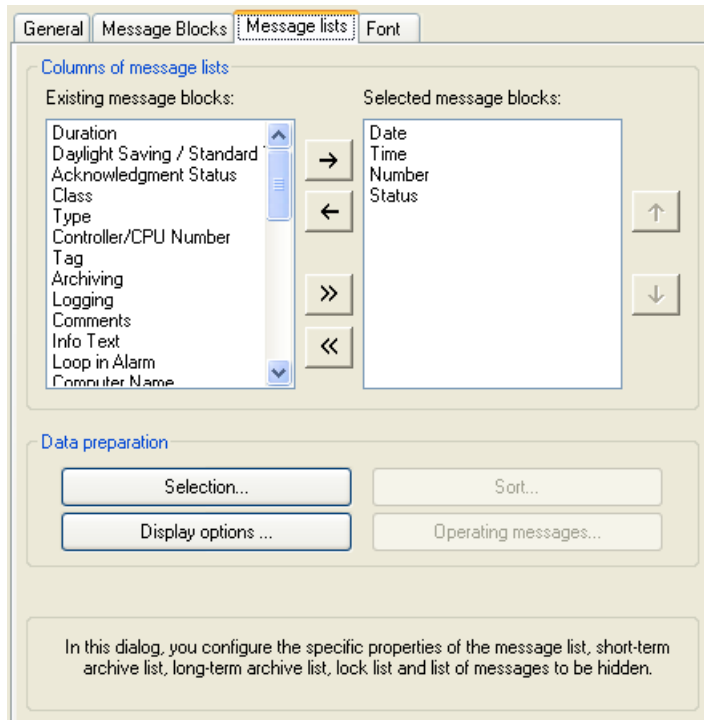 General Message Blocks Message lists Font
Columns of message lists
Existing message blocks: Selected message blocks:
Duration
Daylight Saving / Standard
Acknowledgment Status
Class
Type
Controller/CPU Number
Tag
Archiving
Logging
Comments
Info Text
Loop in Alarm
Computer Name
Date
Time
Number
Status
Data preparation
Selection... Sort...
Display options ... Operating messages...
In this dialog, you configure the specific properties of the message list, short-term
archive list, long-term archive list, lock list and list of messages to be hidden.